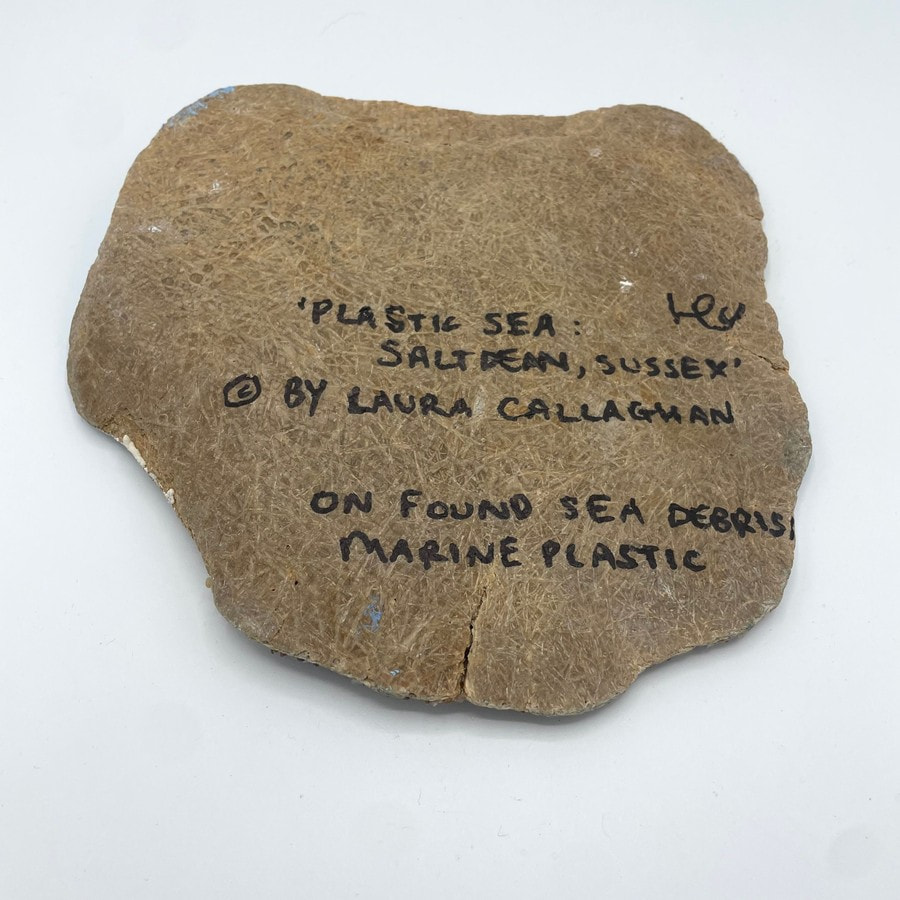 'PLASTIC SEA:
SALTDEAN, SUSSEX'
© BY LAURA CALLAGHAN
ON FOUND SEA DEBRIS
MARINE PLASTIC